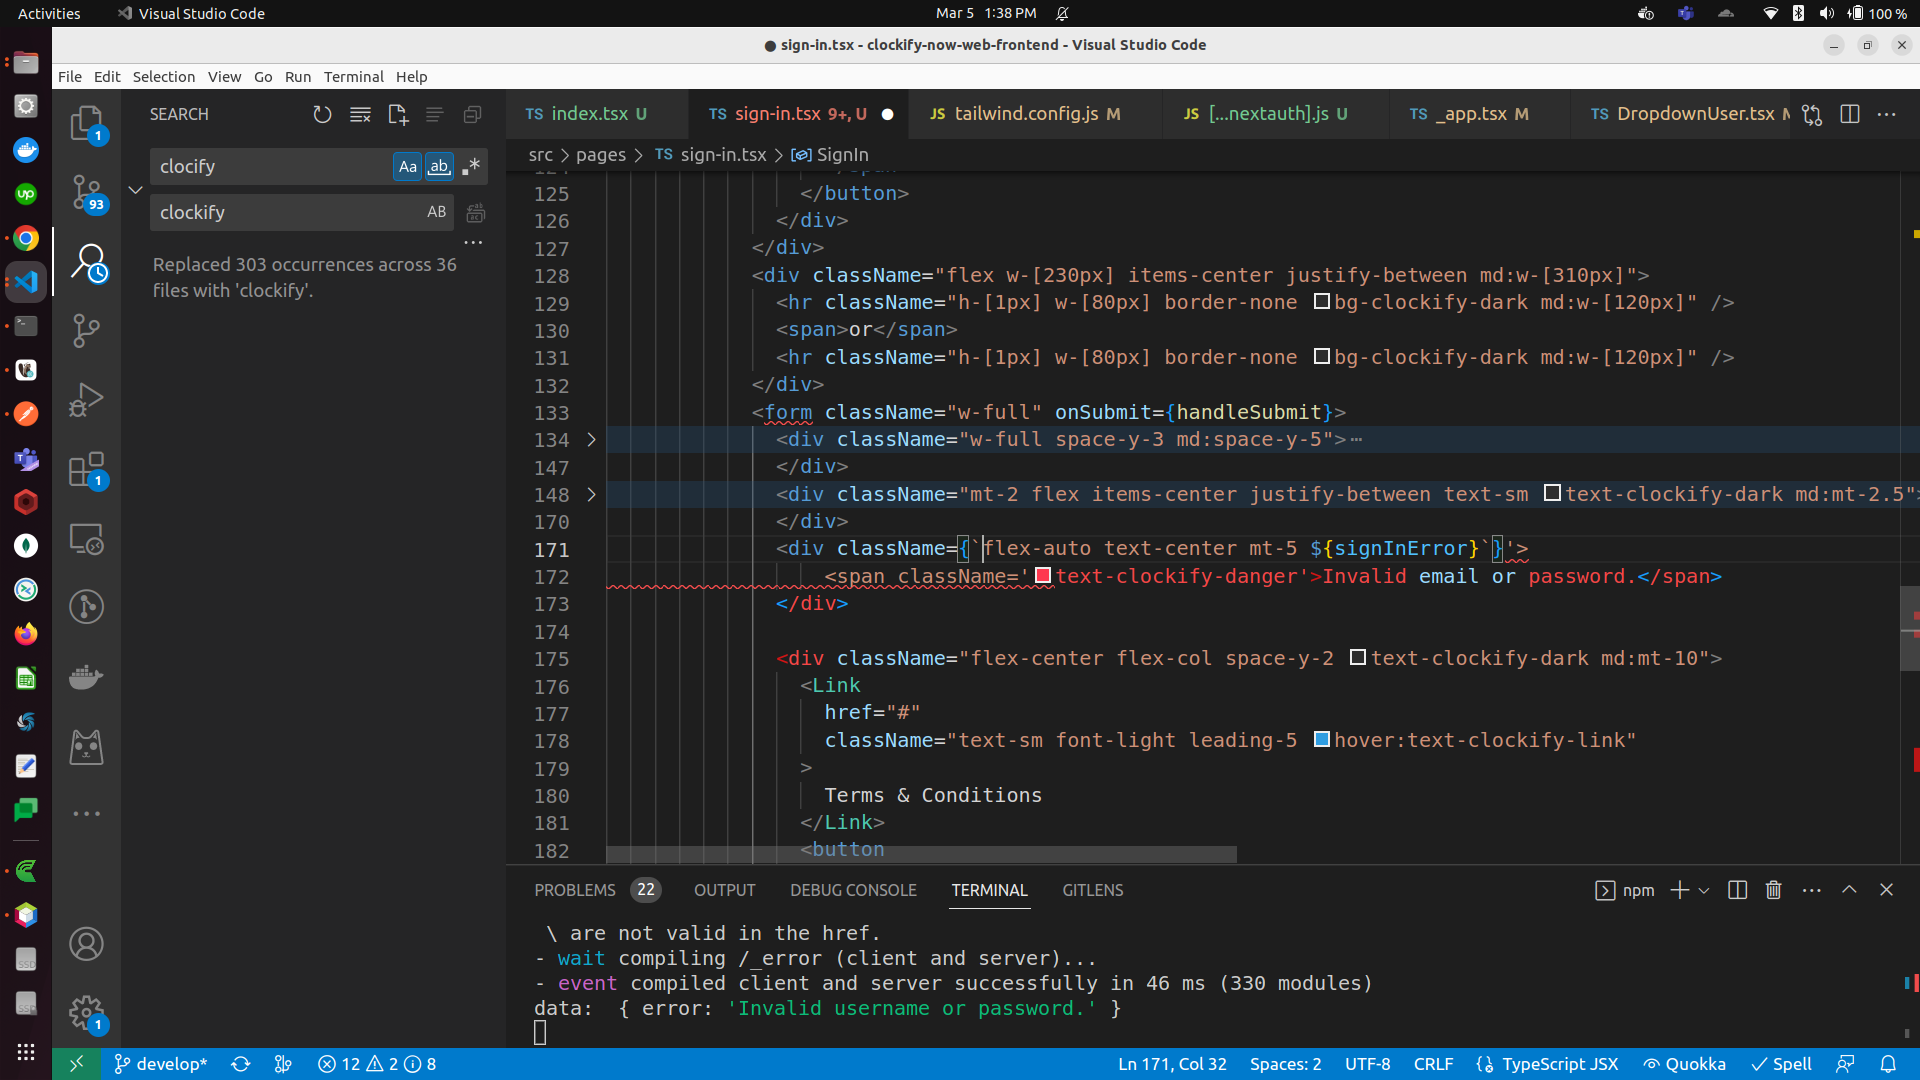 Activities
Visual Studio Code
Mar 5 1:38 PM
100 %
● sign-in.tsx - clockify-now-web-frontend - Visual Studio Code
File Edit Selection View Go Run Terminal Help
SEARCH
clocify
Aa ab .*
clockify
AB
Replaced 303 occurrences across 36
files with 'clockify'.
1
93
1
1
TS index.tsx U
TS sign-in.tsx 9+, U
JS tailwind.config.js M
JS [...nextauth].js U
TS _app.tsx M
TS DropdownUser.tsx M
src > pages > TS sign-in.tsx > SignIn
125 </button>
126 </div>
127 </div>
128 <div className="flex w-[230px] items-center justify-between md:w-[310px]">
129 <hr className="h-[1px] w-[80px] border-none bg-clockify-dark md:w-[120px]" />
130 <span>or</span>
131 <hr className="h-[1px] w-[80px] border-none bg-clockify-dark md:w-[120px]" />
132 </div>
133 <form className="w-full" onSubmit={handleSubmit}>
134 <div className="w-full space-y-3 md:space-y-5">⋯
147 </div>
148 <div className="mt-2 flex items-center justify-between text-sm text-clockify-dark md:mt-2.5">
170 </div>
171 <div className={`flex-auto text-center mt-5 ${signInError}`}'>
172 <span className='text-clockify-danger'>Invalid email or password.</span>
173 </div>
174
175 <div className="flex-center flex-col space-y-2 text-clockify-dark md:mt-10">
176 <Link
177 href="#"
178 className="text-sm font-light leading-5 hover:text-clockify-link"
179 >
180 Terms & Conditions
181 </Link>
182 <button
PROBLEMS 22 OUTPUT DEBUG CONSOLE TERMINAL GITLENS
npm
\ are not valid in the href.
- wait compiling /_error (client and server)...
- event compiled client and server successfully in 46 ms (330 modules)
data: { error: 'Invalid username or password.' }
develop* 12 2 8
Ln 171, Col 32 Spaces: 2 UTF-8 CRLF TypeScript JSX Quokka Spell